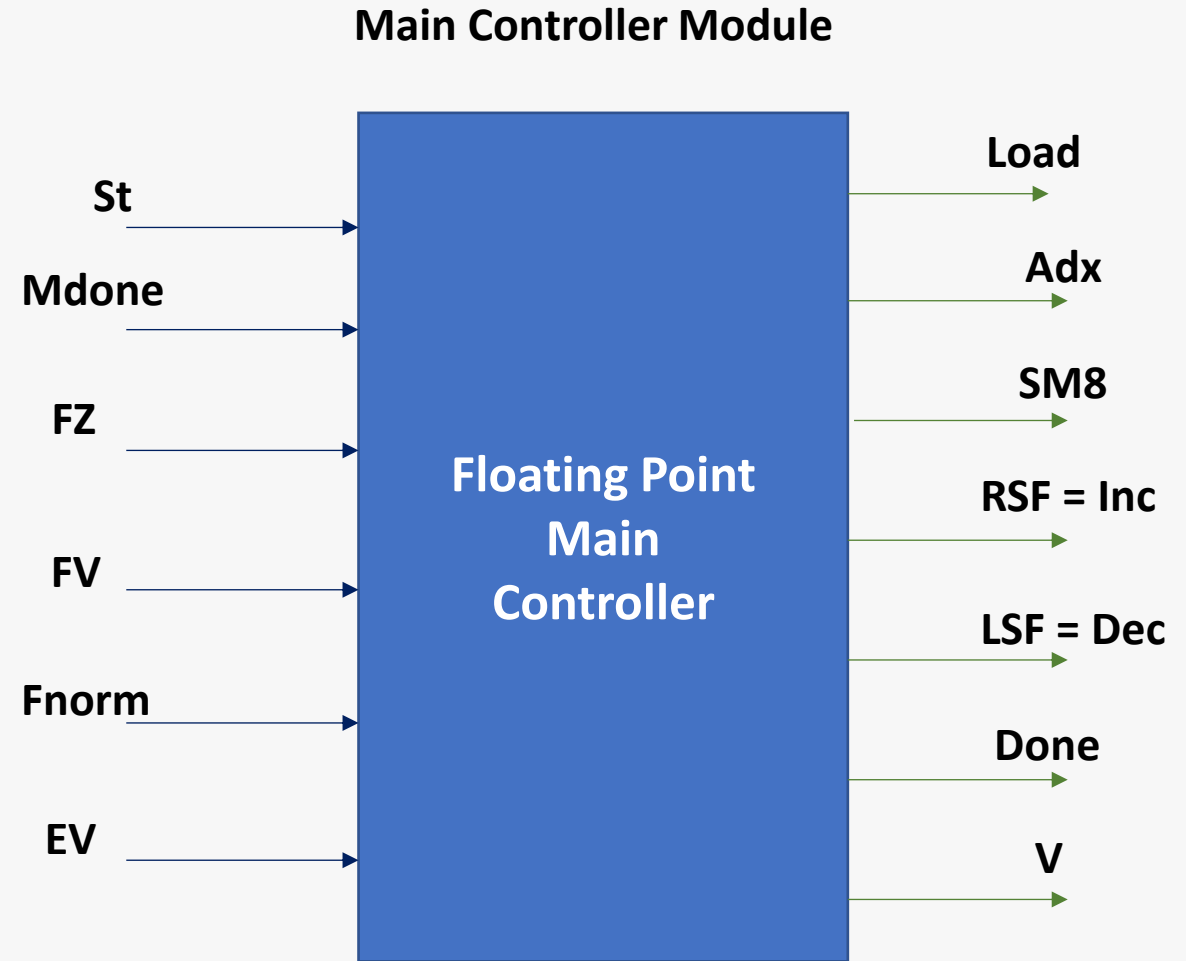 Main Controller Module
St
Mdone
FZ
FV
Fnorm
EV
Floating Point
Main
Controller
Load
Adx
SM8
RSF = Inc
LSF = Dec
Done
V